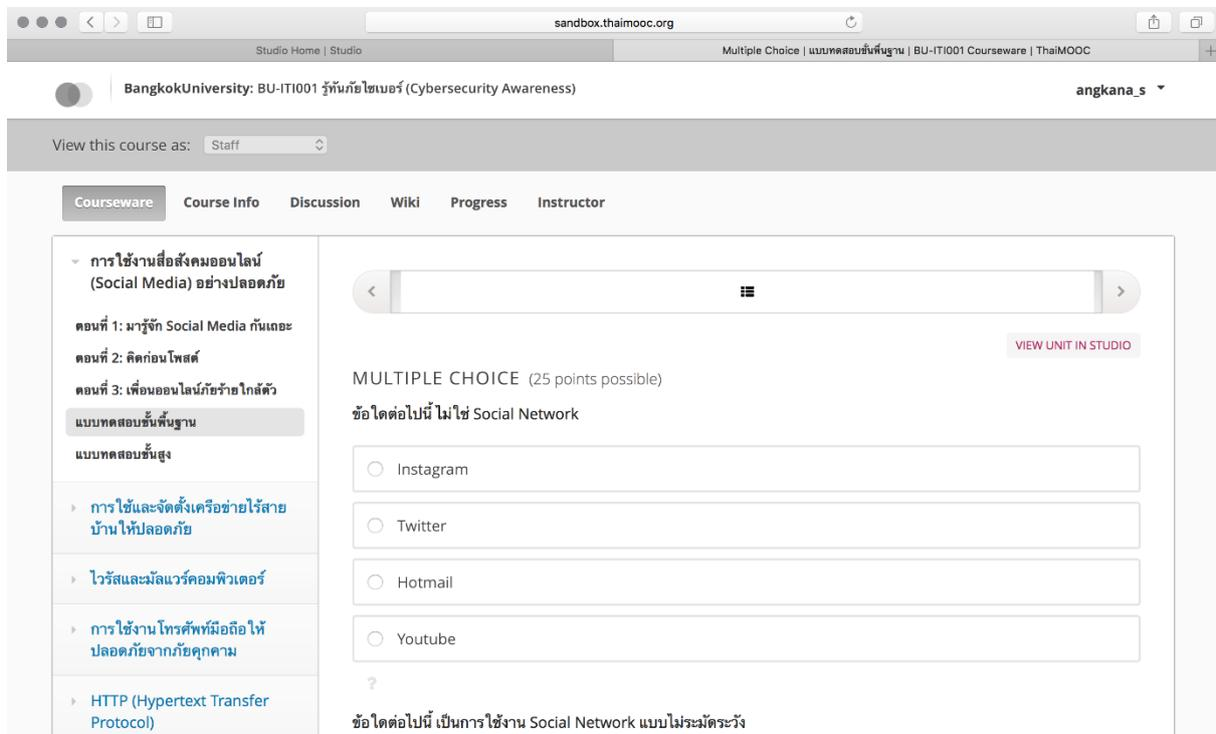 sandbox.thaimooc.org
Studio Home | Studio
Multiple Choice | แบบทดสอบขั้นพื้นฐาน | BU-ITI001 Courseware | ThaiMOOC
BangkokUniversity: BU-ITI001 รู้ทันภัยไซเบอร์ (Cybersecurity Awareness)
angkana_s
View this course as: Staff
Courseware Course Info Discussion Wiki Progress Instructor
การใช้งานสื่อสังคมออนไลน์
(Social Media) อย่างปลอดภัย
ตอนที่ 1: มารู้จัก Social Media กันเถอะ
ตอนที่ 2: คิดก่อนโพสต์
ตอนที่ 3: เพื่อนออนไลน์ภัยร้ายใกล้ตัว
แบบทดสอบขั้นพื้นฐาน
แบบทดสอบขั้นสูง
การใช้และจัดตั้งเครือข่ายไร้สาย
บ้านให้ปลอดภัย
ไวรัสและมัลแวร์คอมพิวเตอร์
การใช้งานโทรศัพท์มือถือให้
ปลอดภัยจากภัยคุกคาม
HTTP (Hypertext Transfer
Protocol)
VIEW UNIT IN STUDIO
MULTIPLE CHOICE (25 points possible)
ข้อใดต่อไปนี้ ไม่ใช่ Social Network
Instagram
Twitter
Hotmail
Youtube
?
ข้อใดต่อไปนี้ เป็นการใช้งาน Social Network แบบไม่ระมัดระวัง